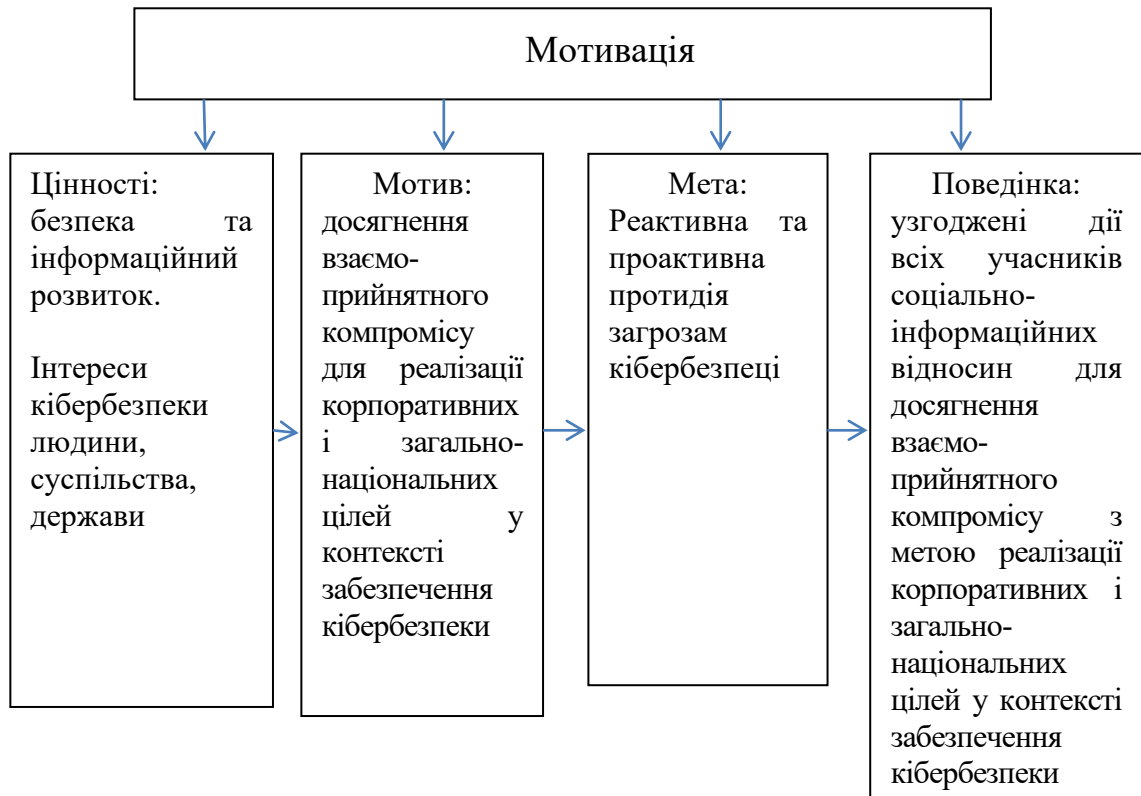 Мотивація
Цінності:
безпека та
інформаційний
розвиток.
Інтереси
кібербезпеки
людини,
суспільства,
держави
Мотив:
досягнення
взаємо-
прийнятного
компромісу
для реалізації
корпоративних
і загально-
національних
цілей у
контексті
забезпечення
кібербезпеки
Мета:
Реактивна та
проактивна
протидія
загрозам
кібербезпеці
Поведінка:
узгоджені дії
всіх учасників
соціально-
інформаційних
відносин для
досягнення
взаємо-
прийнятного
компромісу з
метою реалізації
корпоративних і
загально-
національних
цілей у контексті
забезпечення
кібербезпеки